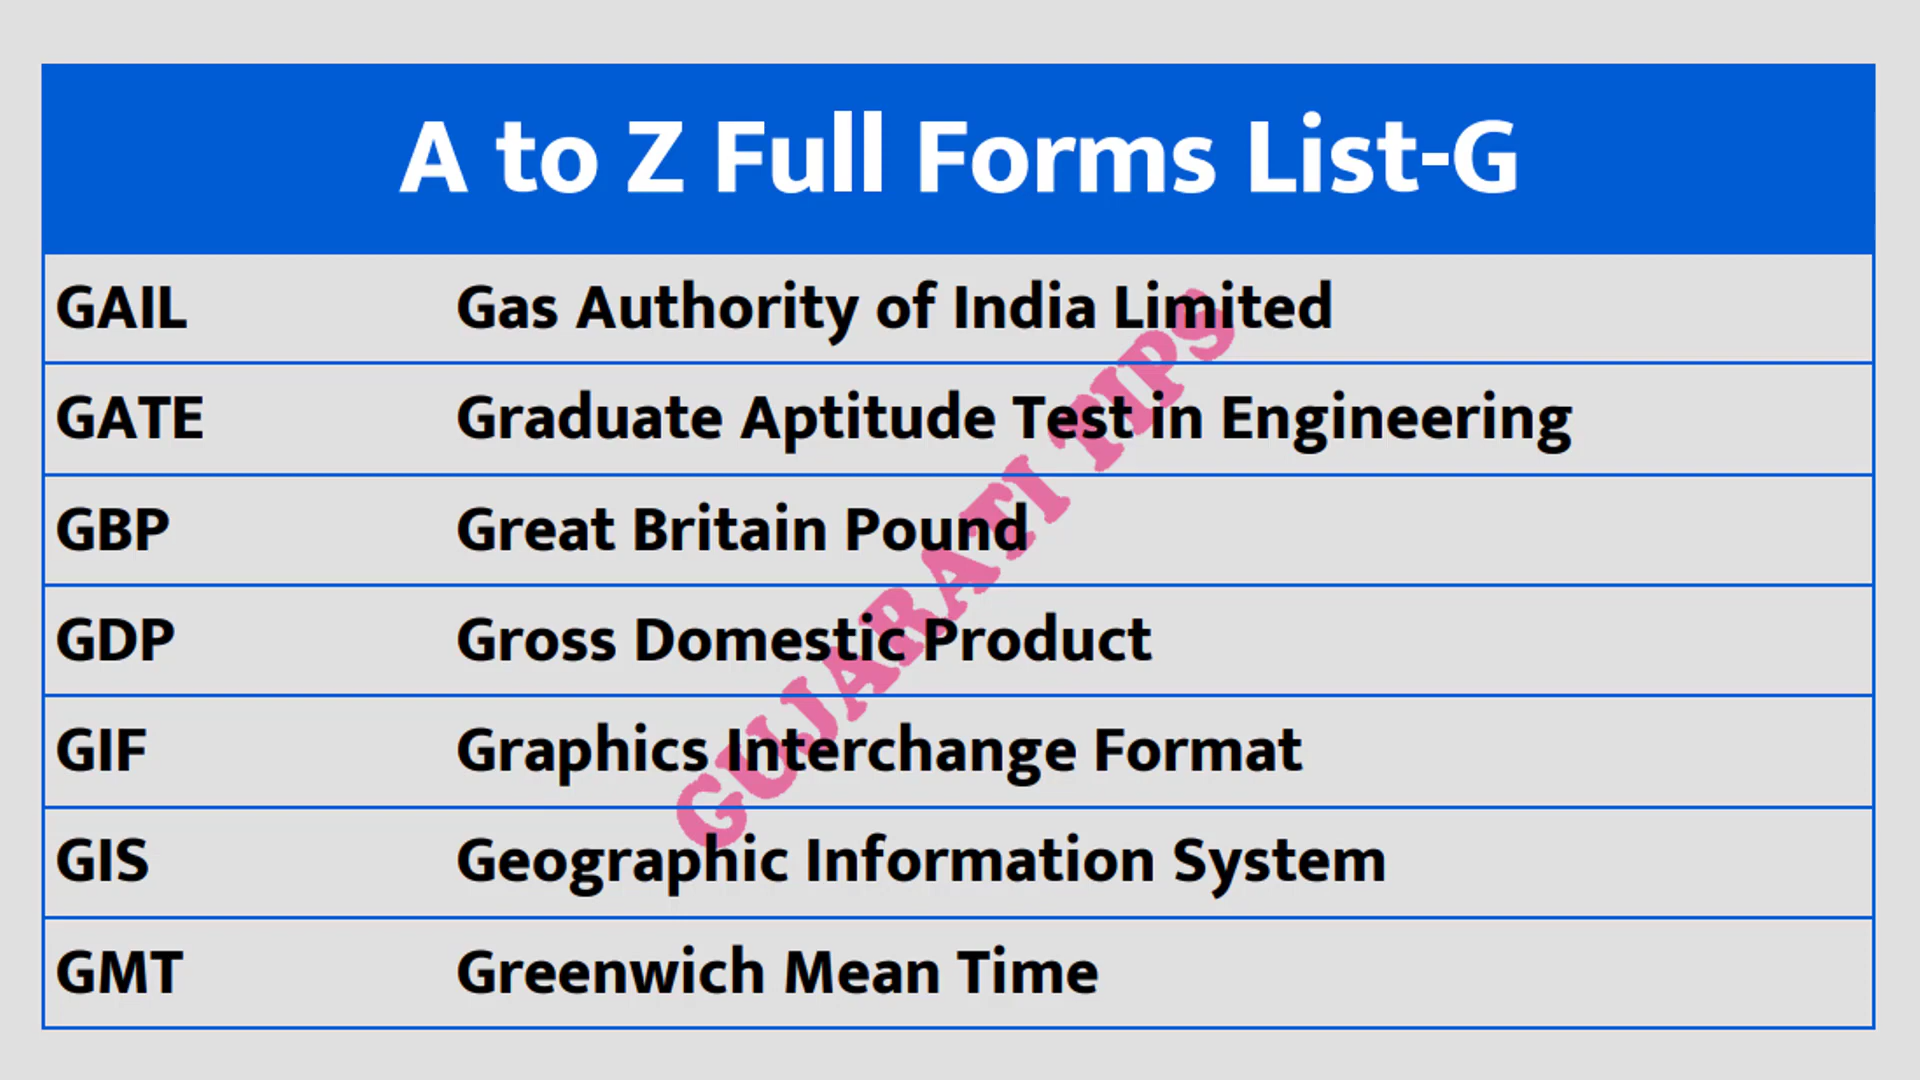 A to Z Full Forms List-G
GAIL Gas Authority of India Limited
GATE Graduate Aptitude Test in Engineering
GBP Great Britain Pound
GDP Gross Domestic Product
GIF Graphics Interchange Format
GIS Geographic Information System
GMT Greenwich Mean Time
GUJARATI TIPS